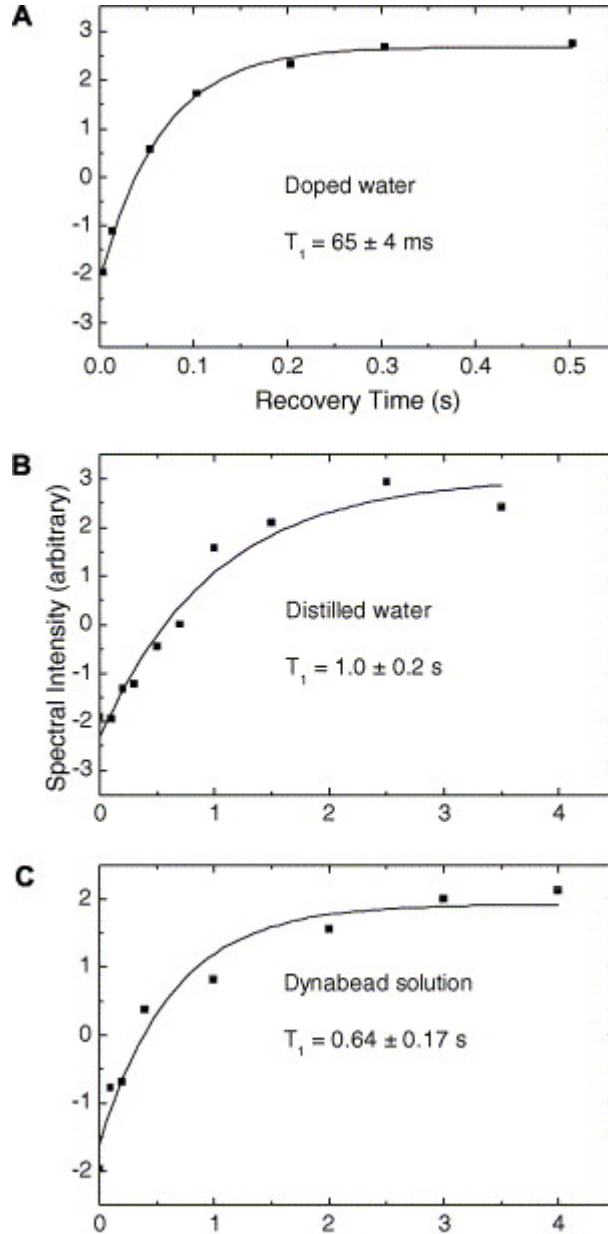 A
3
2
1
0
-1
-2
-3
Doped water
T₁ = 65 ± 4 ms
0.0 0.1 0.2 0.3 0.4 0.5
Recovery Time (s)
B
Spectral Intensity (arbitrary)
3
2
1
0
-1
-2
-3
Distilled water
T₁ = 1.0 ± 0.2 s
0 1 2 3 4
C
2
1
0
-1
-2
Dynabead solution
T₁ = 0.64 ± 0.17 s
0 1 2 3 4